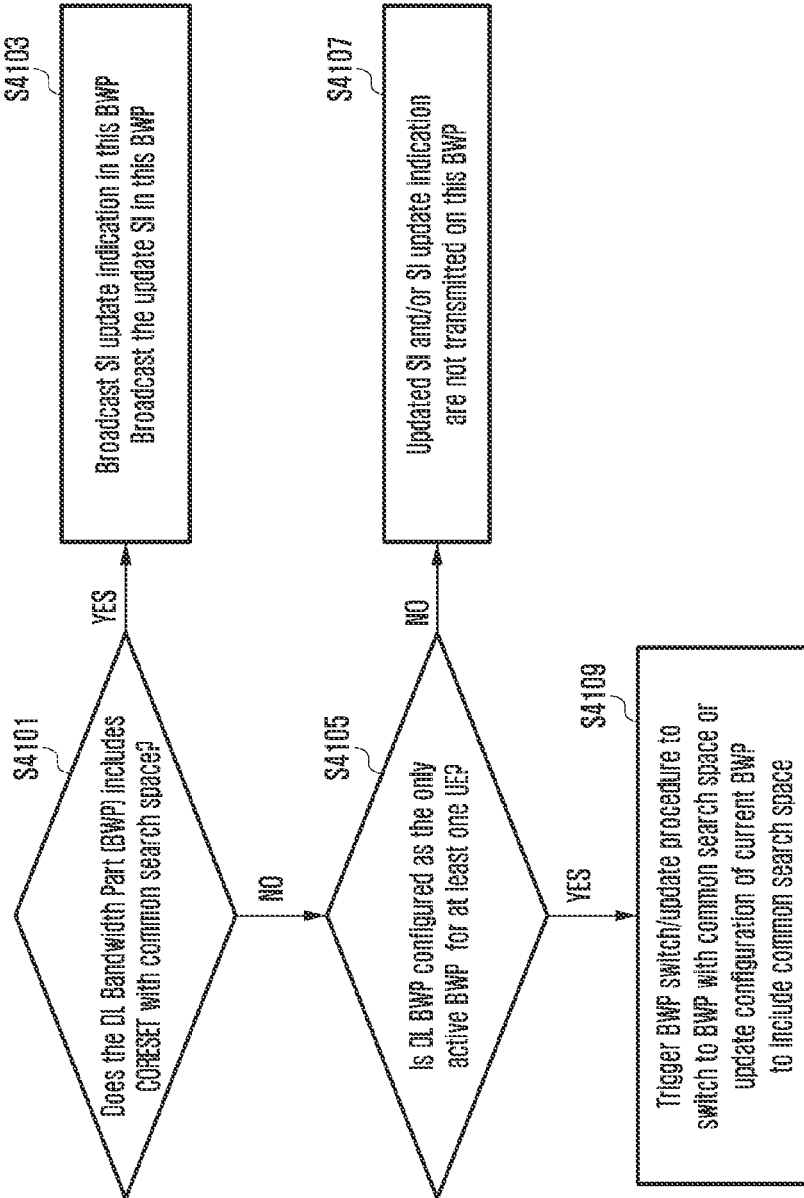 S4101
Does the DL Bandwidth Part (BWP) includes
CORESET with common search space?
YES
S4103
Broadcast SI update indication in this BWP
Broadcast the update SI in this BWP
NO
S4105
Is DL BWP configured as the only
active BWP for at least one UE?
NO
S4107
Updated SI and/or SI update indication
are not transmitted on this BWP
YES
S4109
Trigger BWP switch/update procedure to
switch to BWP with common search space or
update configuration of current BWP
to include common search space